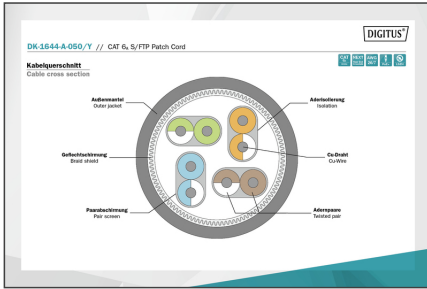 DIGITUS®
DK-1644-A-050/Y // CAT 6A S/FTP Patch Cord
Kabelquerschnitt
Cable cross section
Außenmantel
Outer jacket
Aderisolierung
Isolation
Geflechtschirmung
Braid shield
Cu-Draht
Cu-Wire
Paarabschirmung
Pair screen
Aderpaare
Twisted pair